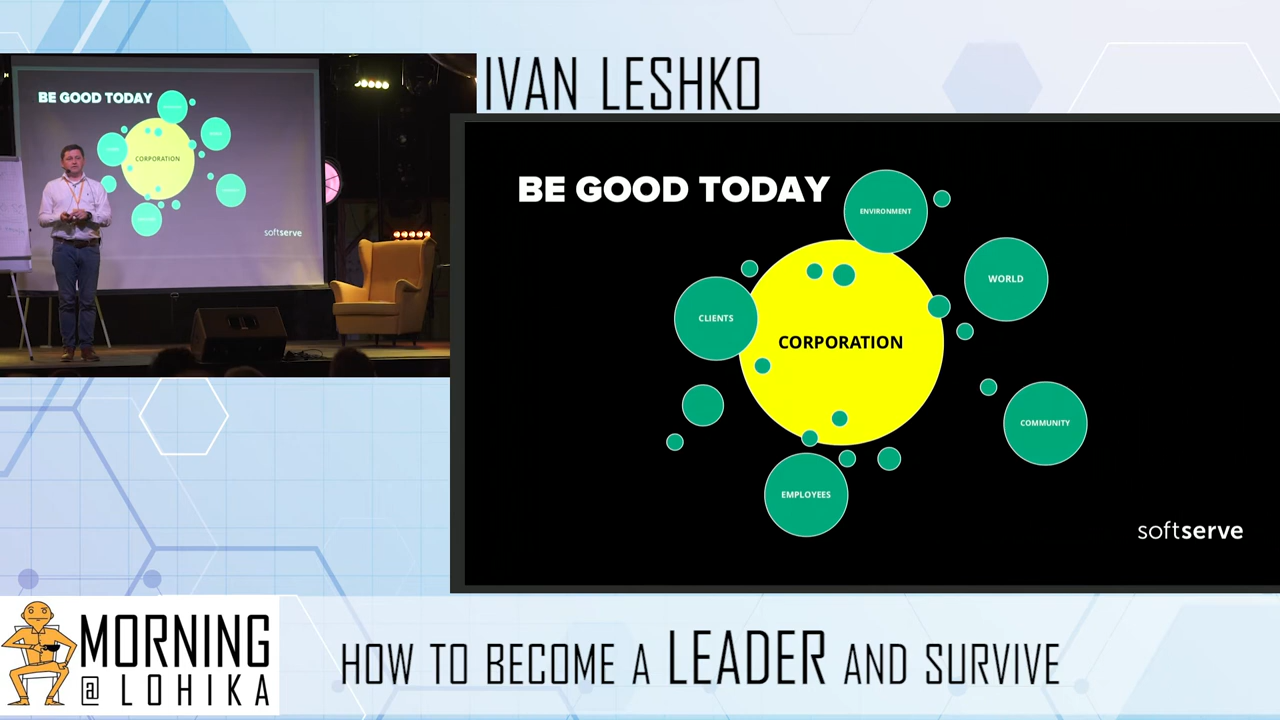 IVAN LESHKO
BE GOOD TODAY
CORPORATION
softserve
BE GOOD TODAY
ENVIRONMENT
WORLD
CLIENTS
CORPORATION
COMMUNITY
EMPLOYEES
softserve
MORNING
@ LOHIKA
HOW TO BECOME A LEADER AND SURVIVE